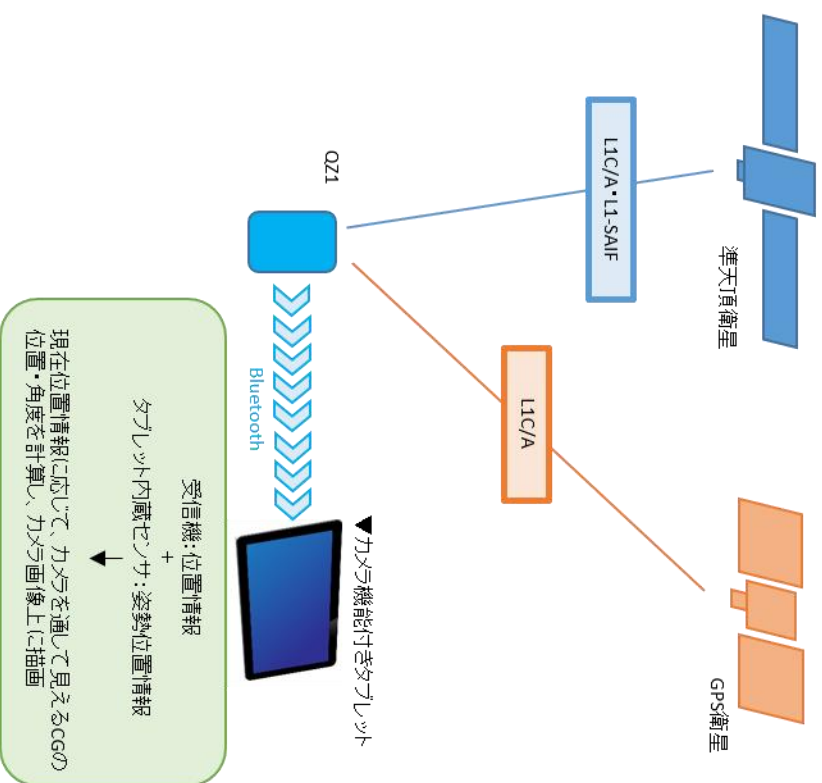 準天頂衛星
GPS衛星
L1C/A・L1-SAIF
L1C/A
QZ1
Bluetooth
▼カメラ機能付きタブレット
受信機：位置情報
+
タブレット内蔵センサ：姿勢位置情報
現在位置情報に応じて、カメラを通して見えるCGの
位置・角度を計算し、カメラ画像上に描画